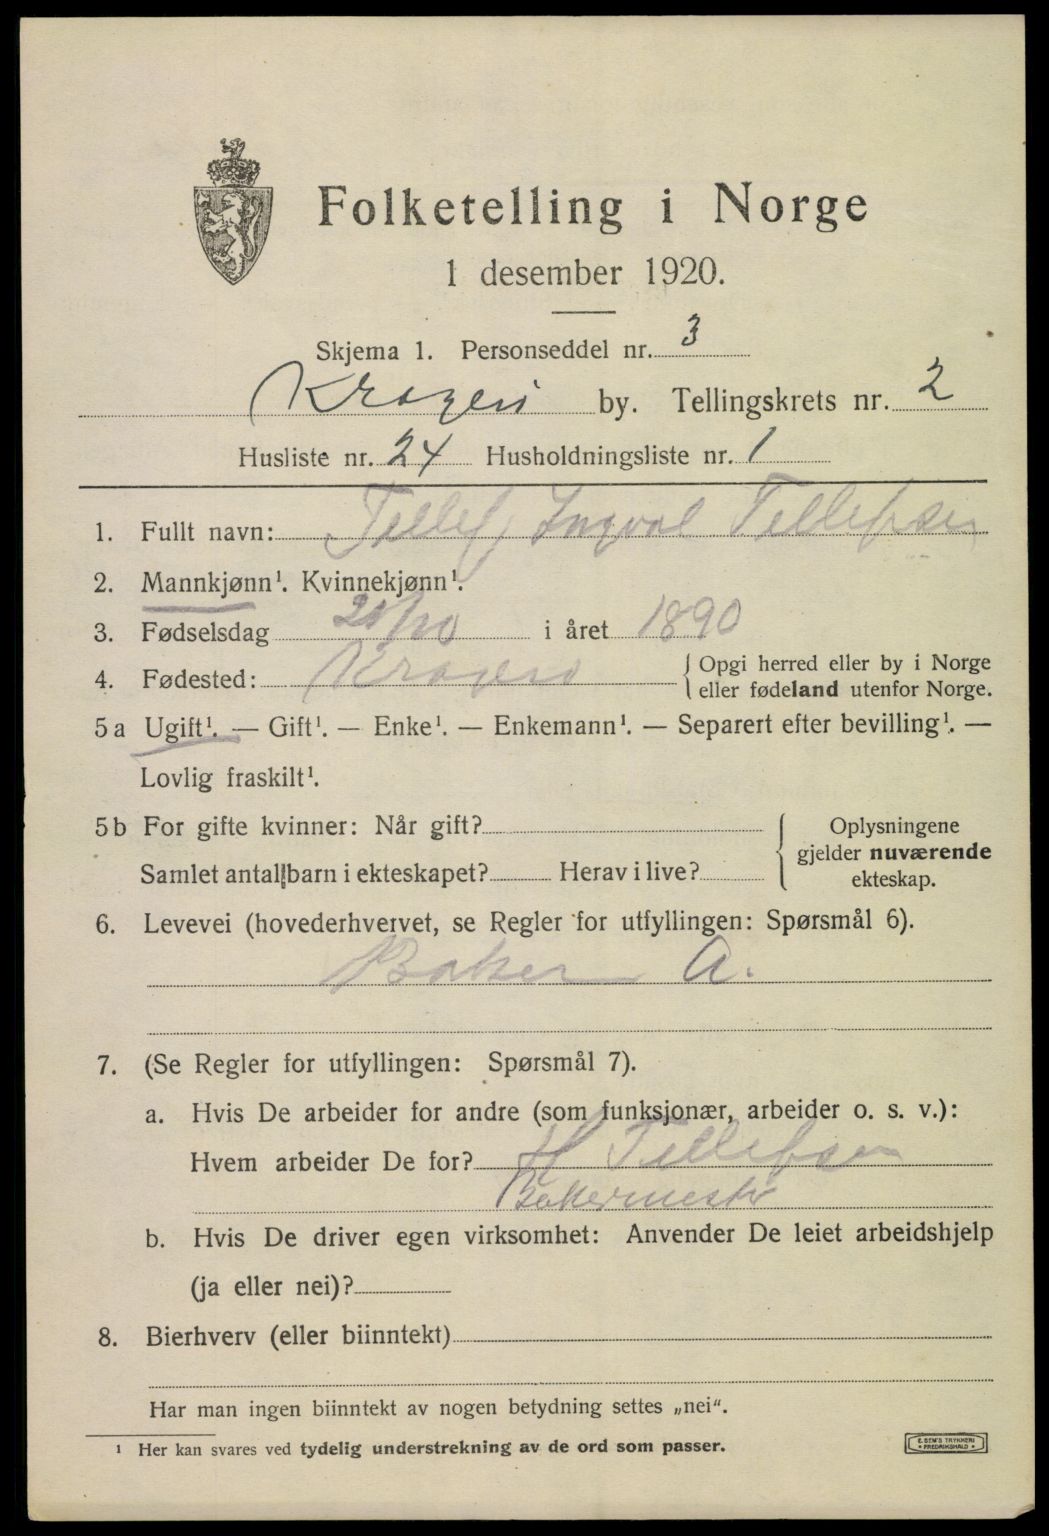 Folketelling i Norge
1 desember 1920.
Skjema 1. Personseddel nr. 3
Kragerø by. Tellingskrets nr. 2
Husliste nr. 24 Husholdningsliste nr. 1
1. Fullt navn: Tellef Ingval Tellefsen
2. Mannkjønn¹. Kvinnekjønn¹.
3. Fødselsdag i året 1890
4. Fødested: Kragerø { Opgi herred eller by i Norge
eller fødeland utenfor Norge.
5a Ugift¹. — Gift¹. — Enke¹. — Enkemann¹. — Separert efter bevilling¹. —
Lovlig fraskilt¹.
5b For gifte kvinner: Når gift?
Samlet antall barn i ekteskapet? Herav i live?
{ Oplysningene
gjelder nuværende
ekteskap.
6. Levevei (hovederhvervet, se Regler for utfyllingen: Spørsmål 6).
Baker A.
7. (Se Regler for utfyllingen: Spørsmål 7).
a. Hvis De arbeider for andre (som funksjonær, arbeider o. s. v.):
Hvem arbeider De for? H Tellefsen
Bakermester
b. Hvis De driver egen virksomhet: Anvender De leiet arbeidshjelp
(ja eller nei)?
8. Bierhverv (eller biinntekt)
Har man ingen biinntekt av nogen betydning settes „nei“.
¹ Her kan svares ved tydelig understrekning av de ord som passer.
E. SEM'S TRYKKERI
FREDRIKSHALD